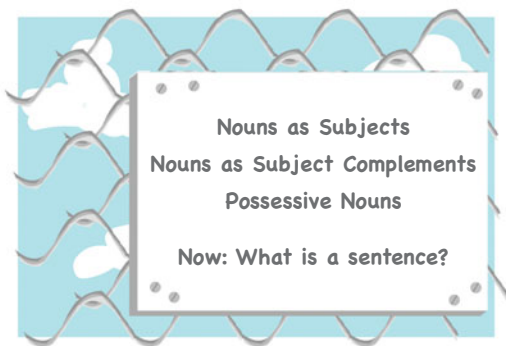 Nouns as Subjects
Nouns as Subject Complements
Possessive Nouns
Now: What is a sentence?